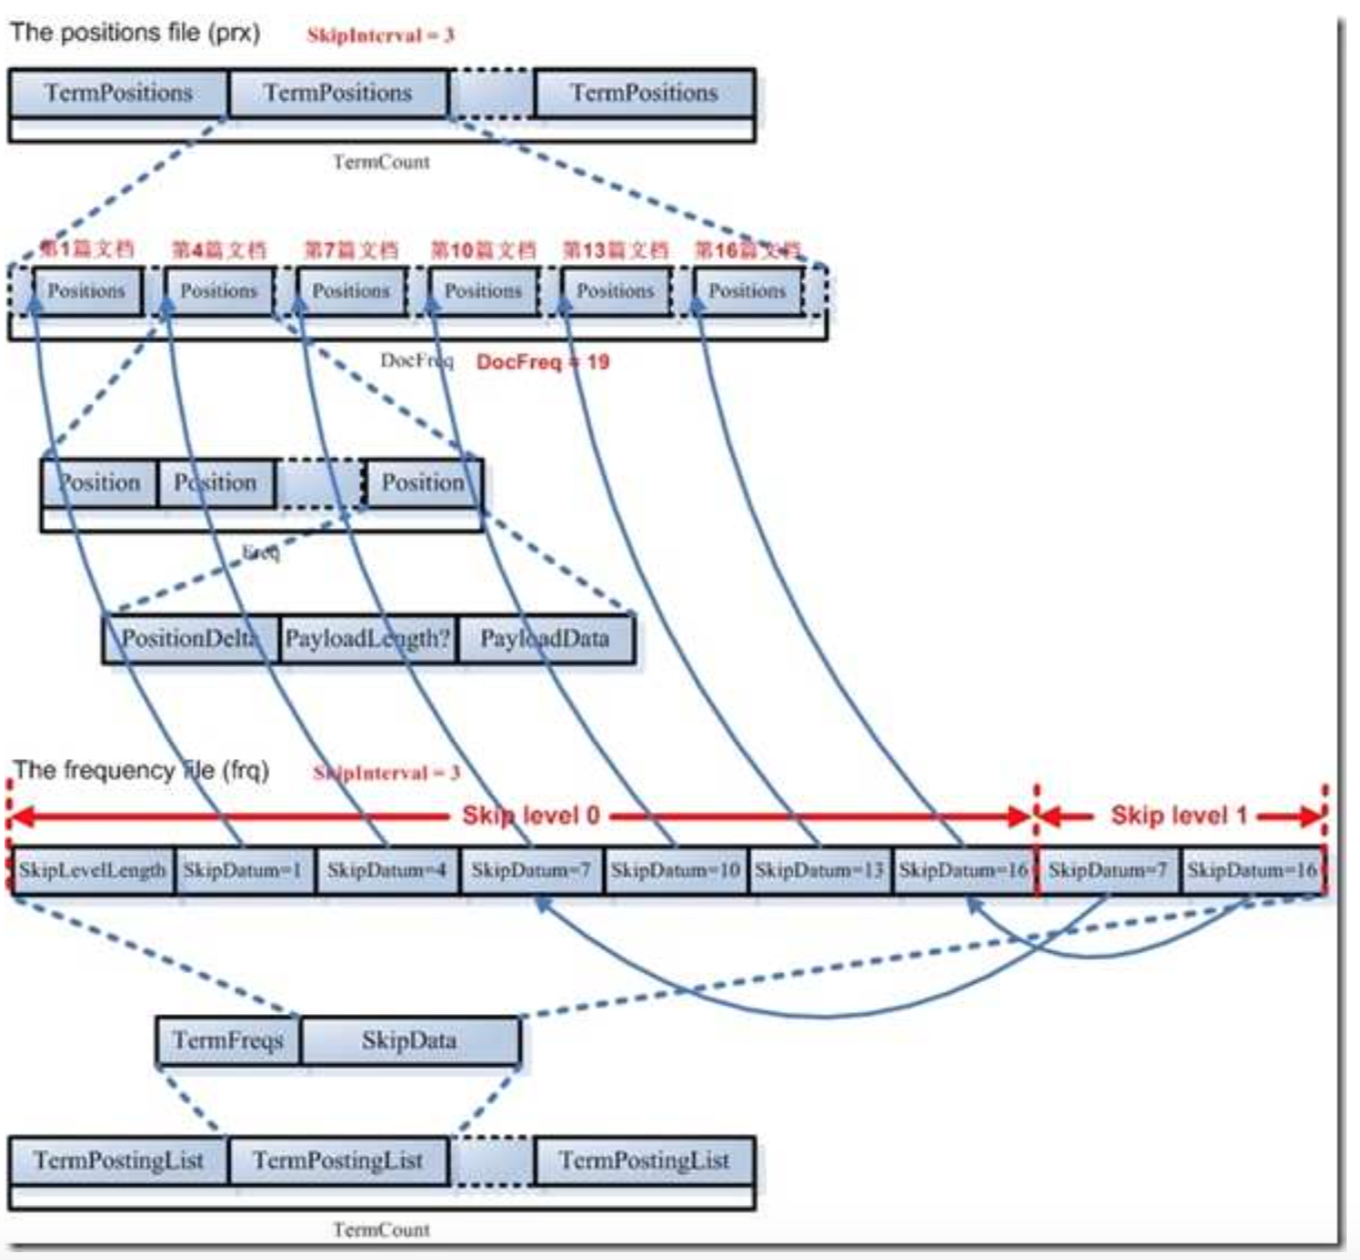 The positions file (prx) SkipInterval = 3
TermPositions TermPositions TermPositions
TermCount
第1篇文档 第4篇文档 第7篇文档 第10篇文档 第13篇文档 第16篇文档
Positions Positions Positions Positions Positions Positions
DocFreq DocFreq = 19
Position Position Position
Freq
PositionDelta PayloadLength? PayloadData
The frequency file (frq) SkipInterval = 3
Skip level 0 Skip level 1
SkipLevelLength SkipDatum=1 SkipDatum=4 SkipDatum=7 SkipDatum=10 SkipDatum=13 SkipDatum=16 SkipDatum=7 SkipDatum=16
TermFreqs SkipData
TermPostingList TermPostingList TermPostingList
TermCount